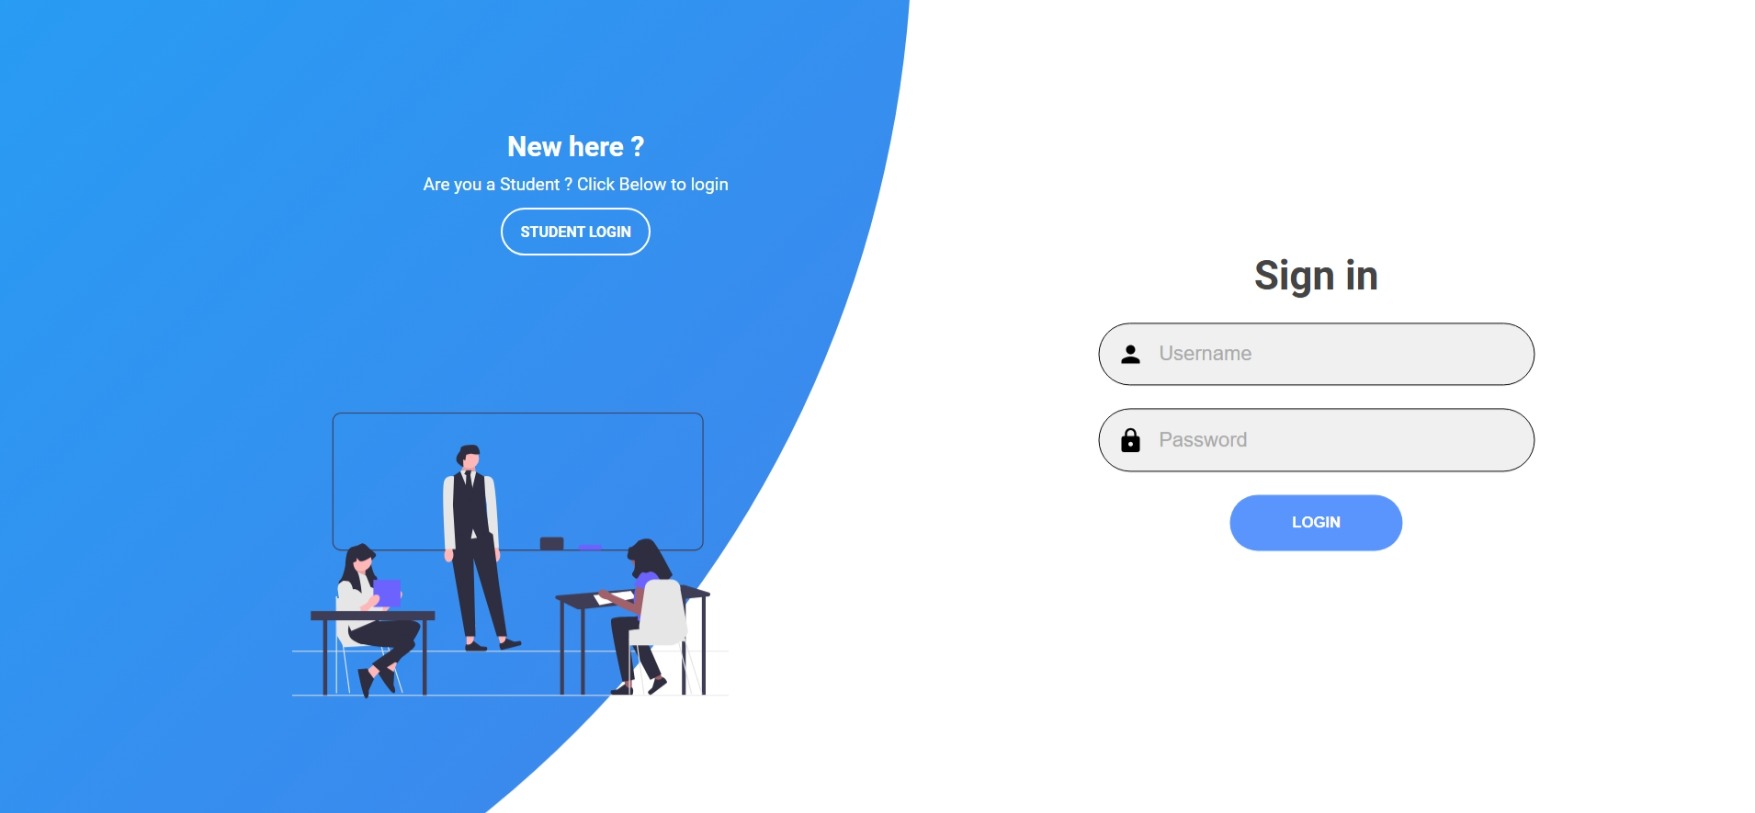 New here ?
Are you a Student ? Click Below to login
STUDENT LOGIN
Sign in
Username
Password
LOGIN